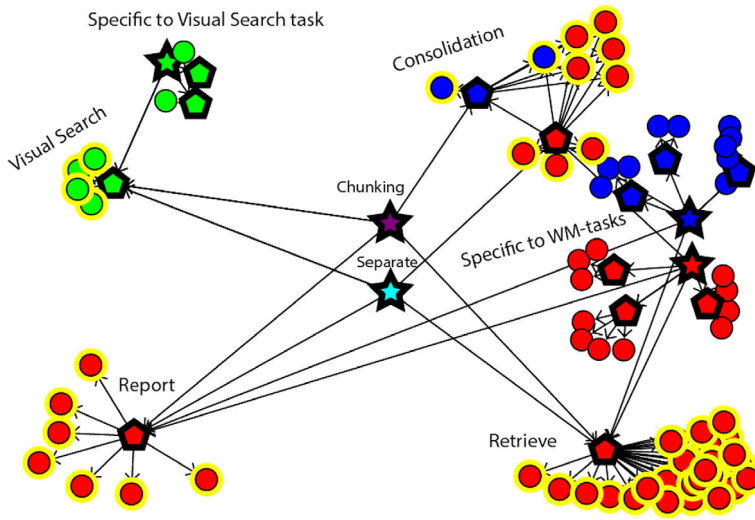 Specific to Visual Search task
Consolidation
Visual Search
Chunking
Specific to WM-tasks
Separate
Report
Retrieve